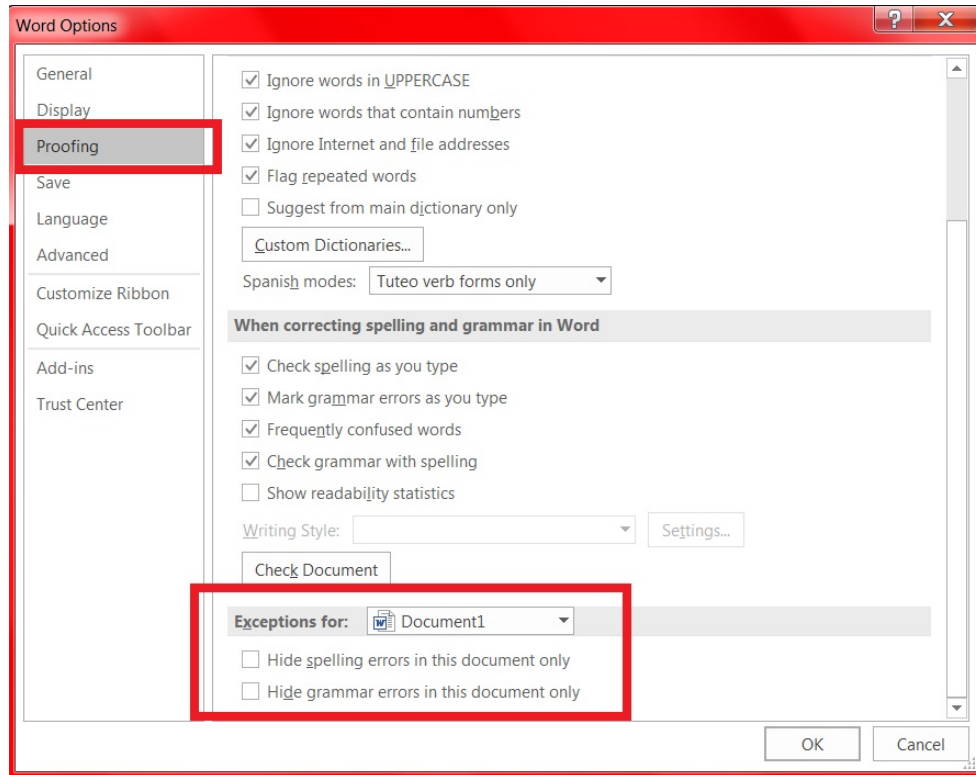 Word Options
General
Display
Proofing
Save
Language
Advanced
Customize Ribbon
Quick Access Toolbar
Add-ins
Trust Center
Ignore words in UPPERCASE
Ignore words that contain numbers
Ignore Internet and file addresses
Flag repeated words
Suggest from main dictionary only
Custom Dictionaries...
Spanish modes: Tuteo verb forms only
When correcting spelling and grammar in Word
Check spelling as you type
Mark grammar errors as you type
Frequently confused words
Check grammar with spelling
Show readability statistics
Writing Style: Settings...
Check Document
Exceptions for: Document1
Hide spelling errors in this document only
Hide grammar errors in this document only
OK Cancel